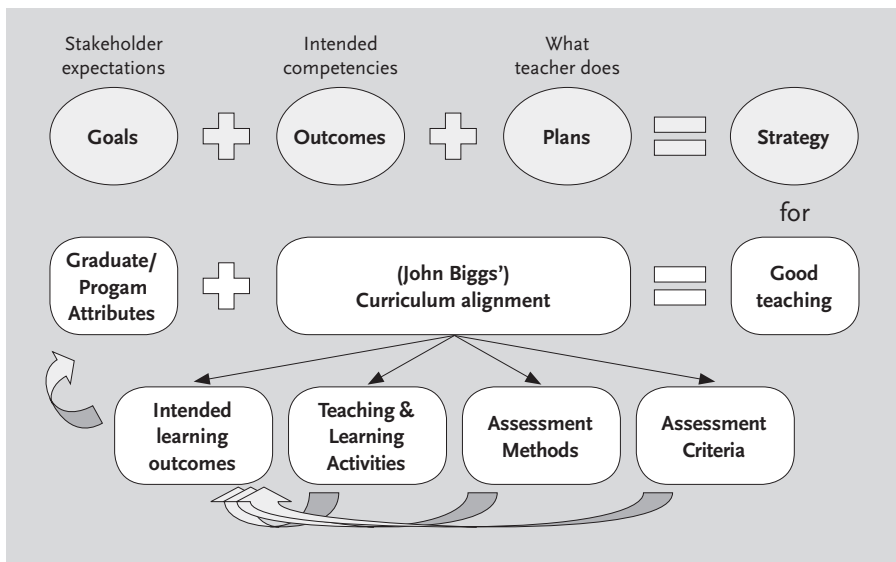 Stakeholder
expectations
Intended
competencies
What
teacher does
Goals
Outcomes
Plans
Strategy
for
Graduate/
Progam
Attributes
(John Biggs’)
Curriculum alignment
Good
teaching
Intended
learning
outcomes
Teaching &
Learning
Activities
Assessment
Methods
Assessment
Criteria